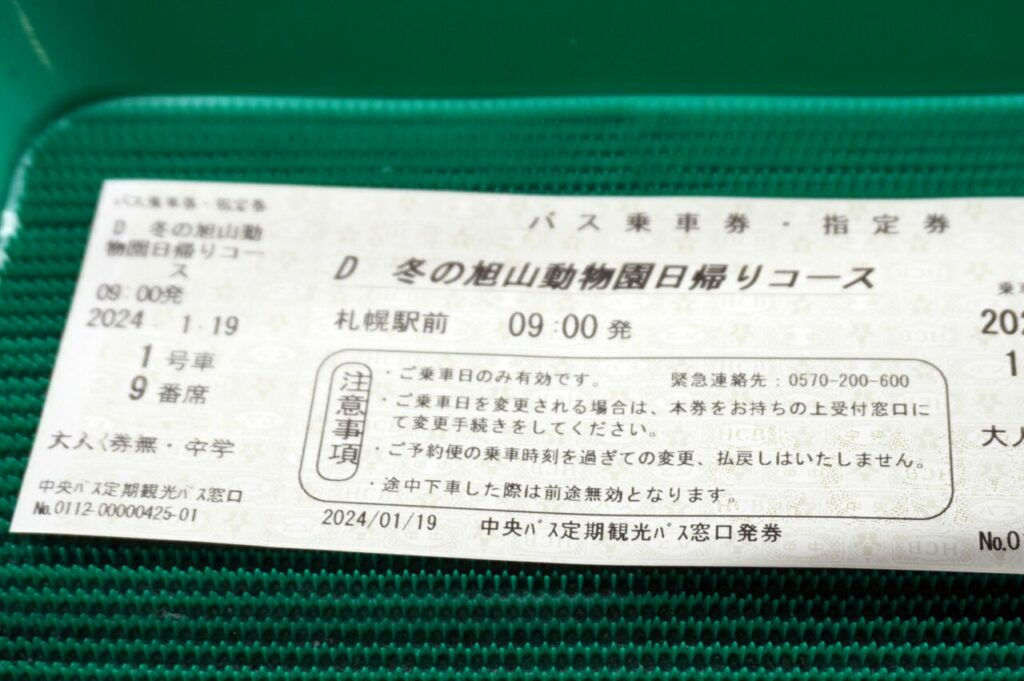 バス乗車券・指定券
D 冬の旭山動
物園日帰りコー
ス
09:00発
2024 1.19
1 号車
9 番席
大人(券無・卒学
中央バス定期観光バス窓口
No.0112-00000425-01
バス乗車券・指定券
D 冬の旭山動物園日帰りコース
札幌駅前 09:00 発
注意事項
・ご乗車日のみ有効です。 緊急連絡先:0570-200-600
・ご乗車日を変更される場合は、本券をお持ちの上受付窓口に
て変更手続きをしてください。
・ご予約便の乗車時刻を過ぎての変更、払戻しはいたしません。
・途中下車した際は前途無効となります。
2024/01/19 中央バス定期観光バス窓口発券
乗車
202
1
大人
No.01